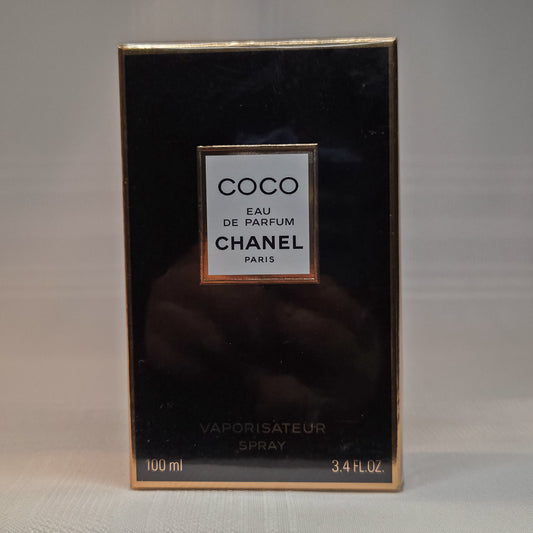 COCO
EAU
DE PARFUM
CHANEL
PARIS
VAPORISATEUR
SPRAY
100 ml 3.4 FL.OZ.